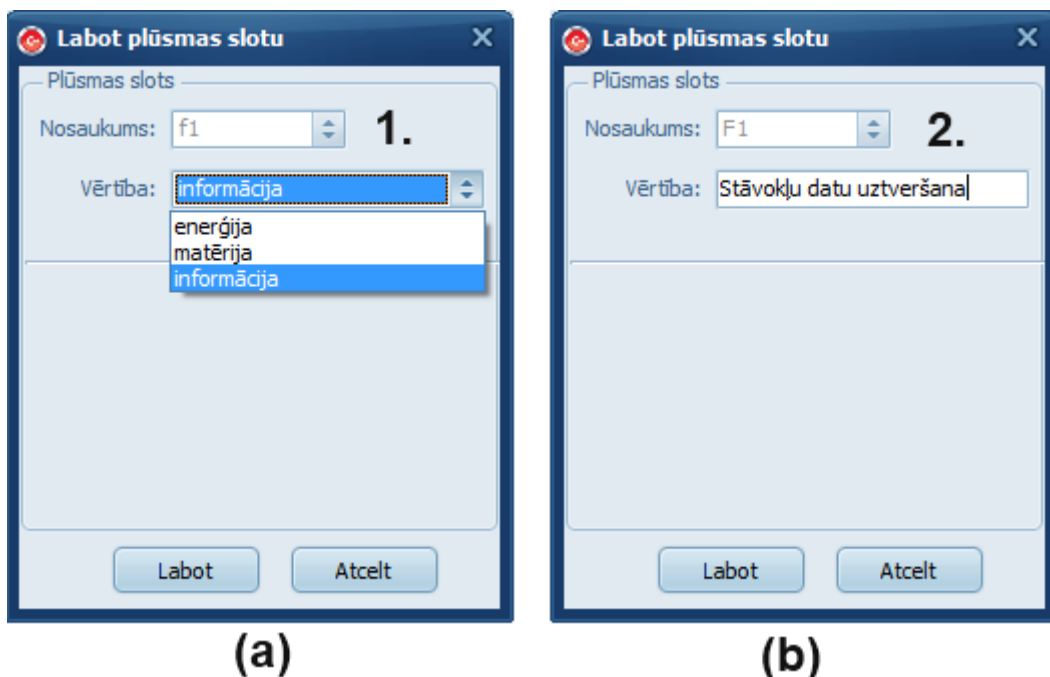 Labot plūsmas slotu
Plūsmas slots
Nosaukums: f1 1.
Vērtība: informācija
enerģija
matērija
informācija
Labot Atcelt
(a)
Labot plūsmas slotu
Plūsmas slots
Nosaukums: F1 2.
Vērtība: Stāvokļu datu uztveršana
Labot Atcelt
(b)